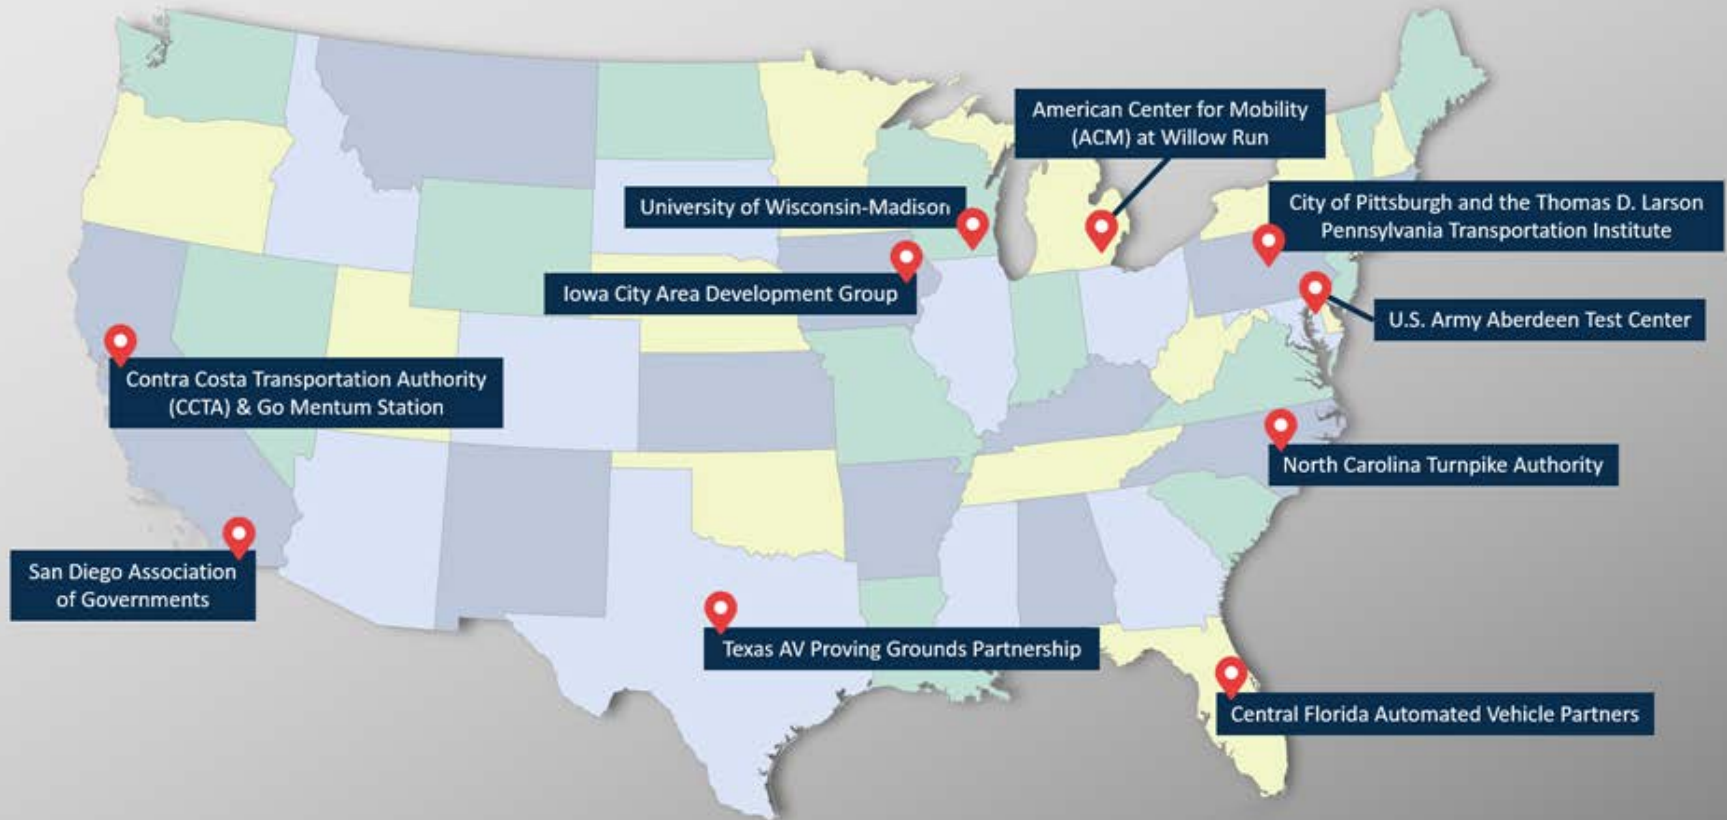 American Center for Mobility
(ACM) at Willow Run
University of Wisconsin-Madison
City of Pittsburgh and the Thomas D. Larson
Pennsylvania Transportation Institute
Iowa City Area Development Group
U.S. Army Aberdeen Test Center
Contra Costa Transportation Authority
(CCTA) & Go Mentum Station
North Carolina Turnpike Authority
San Diego Association
of Governments
Texas AV Proving Grounds Partnership
Central Florida Automated Vehicle Partners